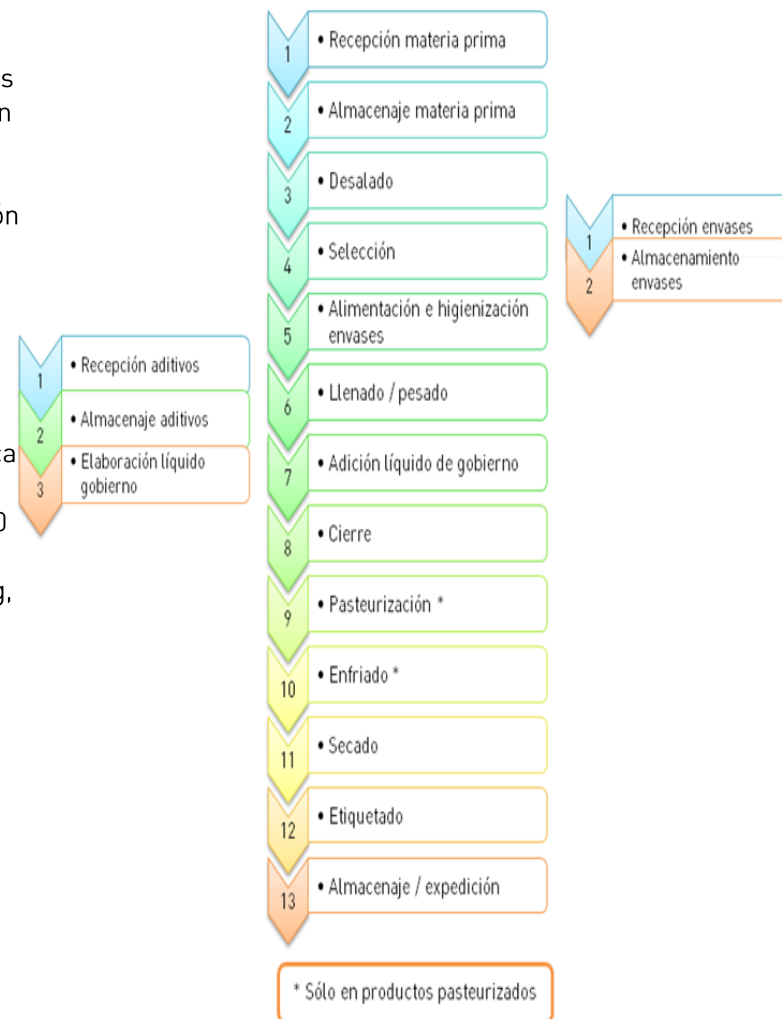 s
n
ón
ca
0
g,
1
• Recepción aditivos
2
• Almacenaje aditivos
3
• Elaboración líquido
gobierno
1
• Recepción materia prima
2
• Almacenaje materia prima
3
• Desalado
4
• Selección
5
• Alimentación e higienización
envases
6
• Llenado / pesado
7
• Adición líquido de gobierno
8
• Cierre
9
• Pasteurización *
10
• Enfriado *
11
• Secado
12
• Etiquetado
13
• Almacenaje / expedición
* Sólo en productos pasteurizados
1
• Recepción envases
2
• Almacenamiento
envases